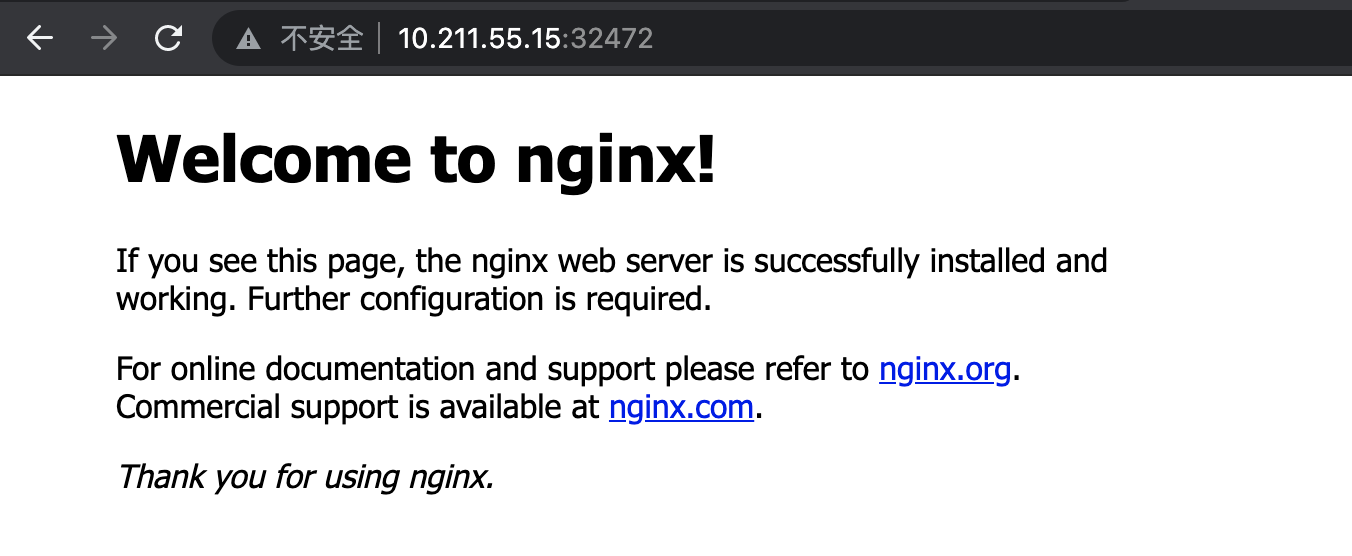 不安全 10.211.55.15:32472
Welcome to nginx!
If you see this page, the nginx web server is successfully installed and
working. Further configuration is required.
For online documentation and support please refer to nginx.org.
Commercial support is available at nginx.com.
Thank you for using nginx.